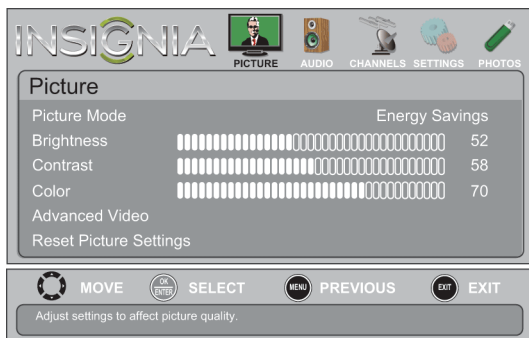 INSIGNIA
PICTURE AUDIO CHANNELS SETTINGS PHOTOS
Picture
Picture Mode Energy Savings
Brightness 52
Contrast 58
Color 70
Advanced Video
Reset Picture Settings
MOVE OK ENTER SELECT MENU PREVIOUS EXIT EXIT
Adjust settings to affect picture quality.